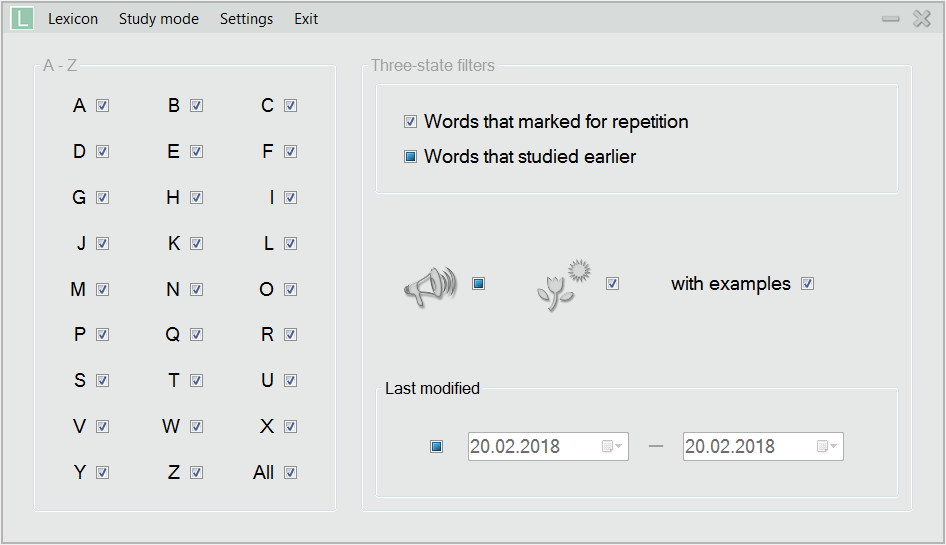 L Lexicon Study mode Settings Exit
A - Z
A B C
D E F
G H I
J K L
M N O
P Q R
S T U
V W X
Y Z All
Three-state filters
Words that marked for repetition
Words that studied earlier
with examples
Last modified
20.02.2018 — 20.02.2018